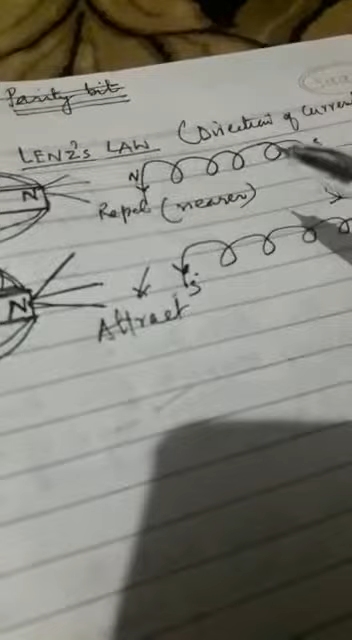 Parity bit
LENZ's LAW (Direction of Current
N N S
Repel (nearer)
N S
Attract